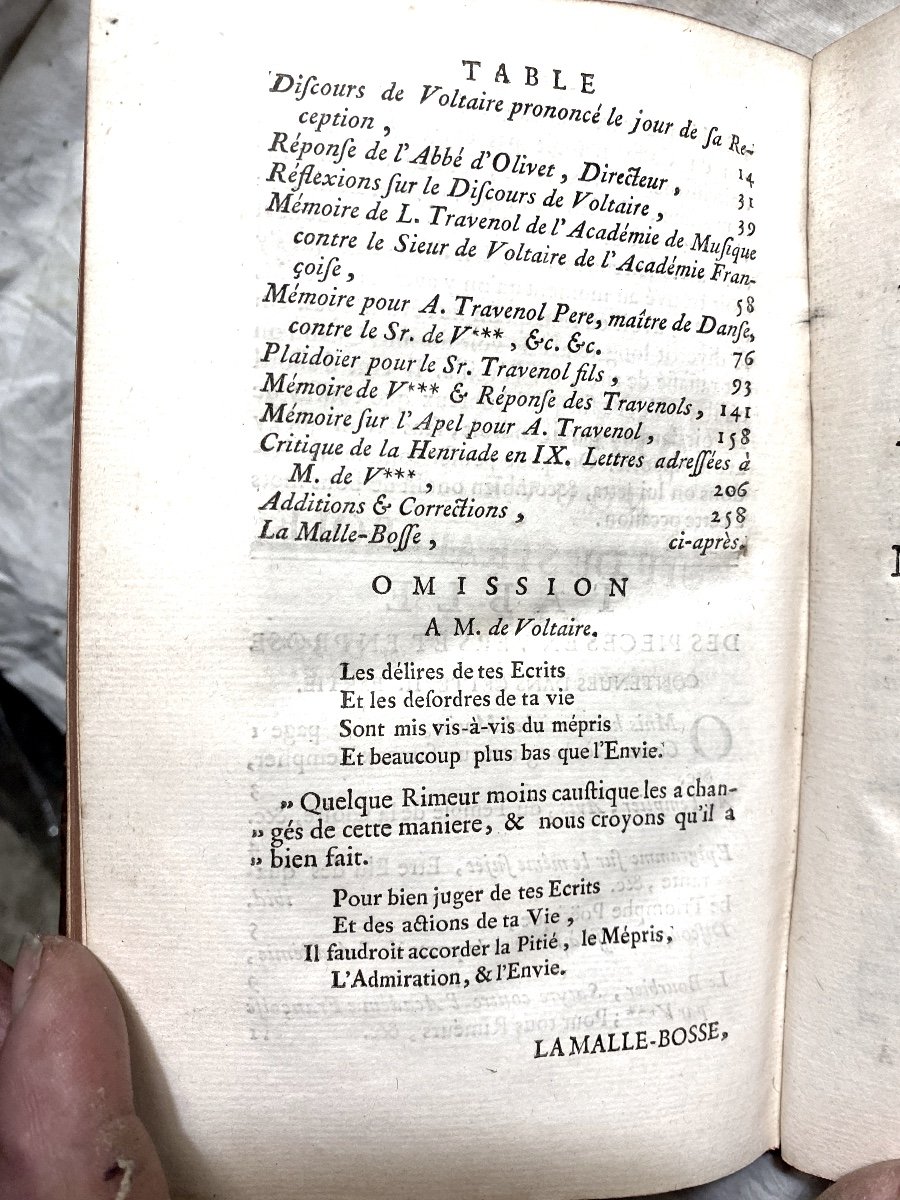 TABLE
Diſcours de Voltaire prononcé le jour de ſa Re-
ception , 14
Réponſe de l'Abbé d'Olivet , Directeur , 31
Réflexions ſur le Diſcours de Voltaire , 39
Mémoire de L. Travenol de l'Académie de Muſique
contre le Sieur de Voltaire de l'Académie Fran-
çoiſe , 58
Mémoire pour A. Travenol Pere, maître de Danſe,
contre le Sr. de V*** , &c. &c. 76
Plaidoïer pour le Sr. Travenol fils , 93
Mémoire de V*** & Réponſe des Travenols , 141
Mémoire ſur l'Apel pour A. Travenol , 158
Critique de la Henriade en IX. Lettres adreſſées à
M. de V*** , 206
Additions & Corrections , 258
La Malle-Boſſe , ci-après.
OMISSION
A M. de Voltaire.
Les délires de tes Ecrits
Et les deſordres de ta vie
Sont mis vis-à-vis du mépris
Et beaucoup plus bas que l'Envie.
„ Quelque Rimeur moins cauſtique les a chan-
„ gés de cette maniere, & nous croyons qu'il a
„ bien fait.
Pour bien juger de tes Ecrits
Et des actions de ta Vie ,
Il faudroit accorder la Pitié, le Mépris,
L'Admiration, & l'Envie.
LA MALLE-BOSSE,